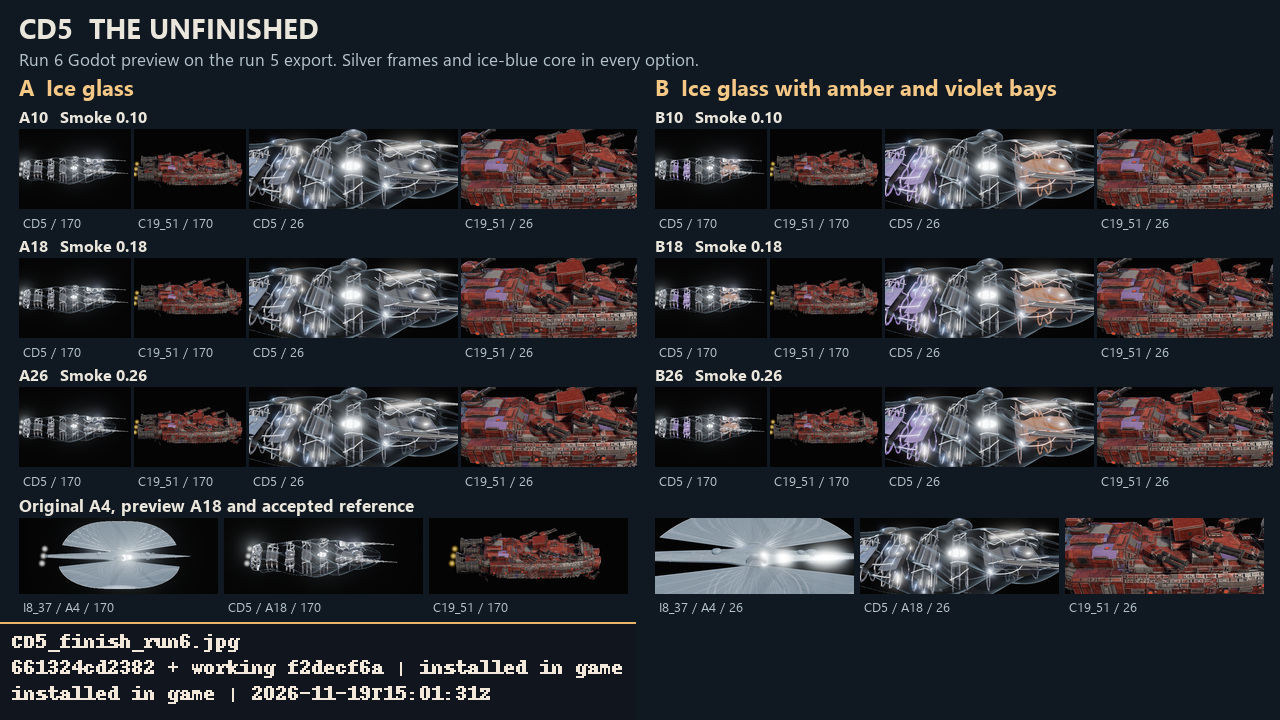 CD5 THE UNFINISHED
Run 6 Godot preview on the run 5 export. Silver frames and ice-blue core in every option.
A Ice glass
A10 Smoke 0.10
CD5 / 170 C19_51 / 170 CD5 / 26 C19_51 / 26
A18 Smoke 0.18
CD5 / 170 C19_51 / 170 CD5 / 26 C19_51 / 26
A26 Smoke 0.26
CD5 / 170 C19_51 / 170 CD5 / 26 C19_51 / 26
B Ice glass with amber and violet bays
B10 Smoke 0.10
CD5 / 170 C19_51 / 170 CD5 / 26 C19_51 / 26
B18 Smoke 0.18
CD5 / 170 C19_51 / 170 CD5 / 26 C19_51 / 26
B26 Smoke 0.26
CD5 / 170 C19_51 / 170 CD5 / 26 C19_51 / 26
Original A4, preview A18 and accepted reference
I8_37 / A4 / 170 CD5 / A18 / 170 C19_51 / 170 I8_37 / A4 / 26 CD5 / A18 / 26 C19_51 / 26
CD5_finish_run6.jpg
661324cd2382 + working f2decf6a | installed in game
installed in game | 2026-11-19T15:01:31Z